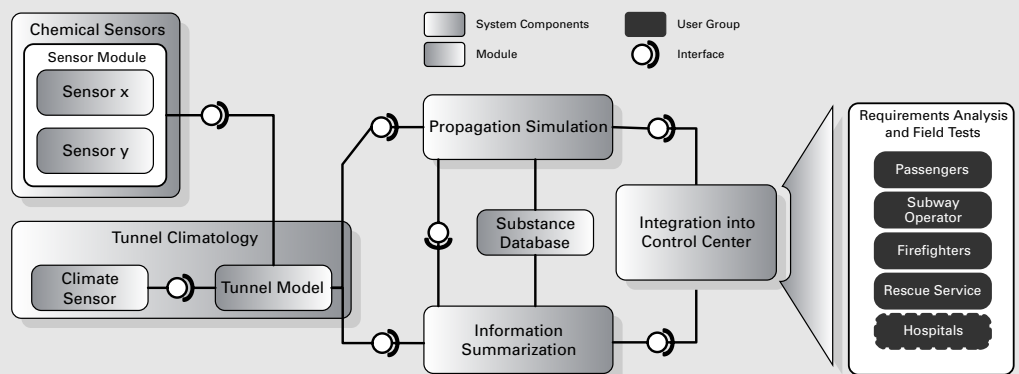 Chemical Sensors
Sensor Module
Sensor x
Sensor y
System Components
Module
User Group
Interface
Propagation Simulation
Requirements Analysis
and Field Tests
Passengers
Subway
Operator
Firefighters
Rescue Service
Hospitals
Tunnel Climatology
Climate
Sensor
Tunnel Model
Substance
Database
Integration into
Control Center
Information
Summarization